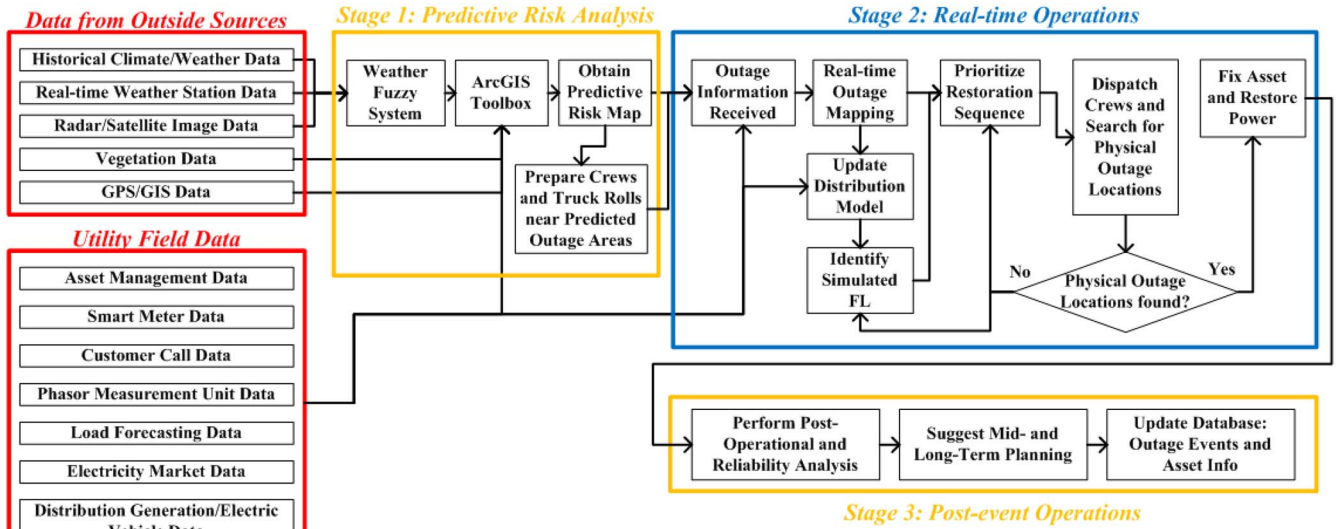 Data from Outside Sources
Historical Climate/Weather Data
Real-time Weather Station Data
Radar/Satellite Image Data
Vegetation Data
GPS/GIS Data
Utility Field Data
Asset Management Data
Smart Meter Data
Customer Call Data
Phasor Measurement Unit Data
Load Forecasting Data
Electricity Market Data
Distribution Generation/Electric
Vehicle Data
Stage 1: Predictive Risk Analysis
Weather
Fuzzy
System
ArcGIS
Toolbox
Obtain
Predictive
Risk Map
Prepare Crews
and Truck Rolls
near Predicted
Outage Areas
Stage 2: Real-time Operations
Outage
Information
Received
Real-time
Outage
Mapping
Update
Distribution
Model
Identify
Simulated
FL
Prioritize
Restoration
Sequence
Dispatch
Crews and
Search for
Physical
Outage
Locations
Physical Outage
Locations found?
No
Yes
Fix Asset
and Restore
Power
Perform Post-
Operational and
Reliability Analysis
Suggest Mid- and
Long-Term Planning
Update Database:
Outage Events and
Asset Info
Stage 3: Post-event Operations